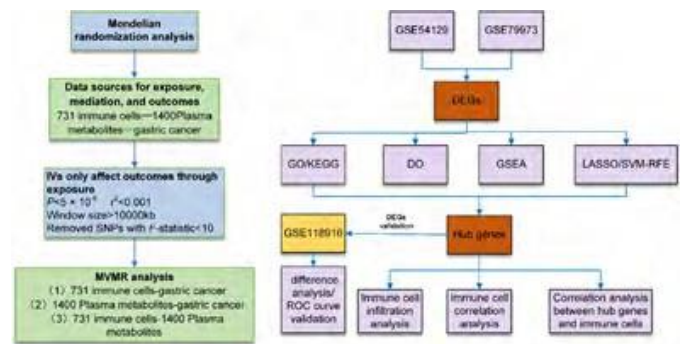 Mendelian
randomization analysis
Data sources for exposure,
mediation, and outcomes
731 immune cells—1400Plasma
metabolites—gastric cancer
IVs only affect outcomes through
exposure
r²<0.001
Window size>10000kb
Removed SNPs with F-statistic<10
MVMR analysis
（1）731 immune cells-gastric cancer
（2）1400 Plasma metabolites-gastric cancer
（3）731 immune cells-1400 Plasma
metabolites
GSE54129
GSE79973
DEGs
GO/KEGG
DO
GSEA
LASSO/SVM-RFE
DEGs
validation
GSE118916
Hub genes
difference
analysis/
ROC curve
validation
Immune cell
infiltration
analysis
Immune cell
correlation
analysis
Correlation analysis
between hub genes
and immune cells